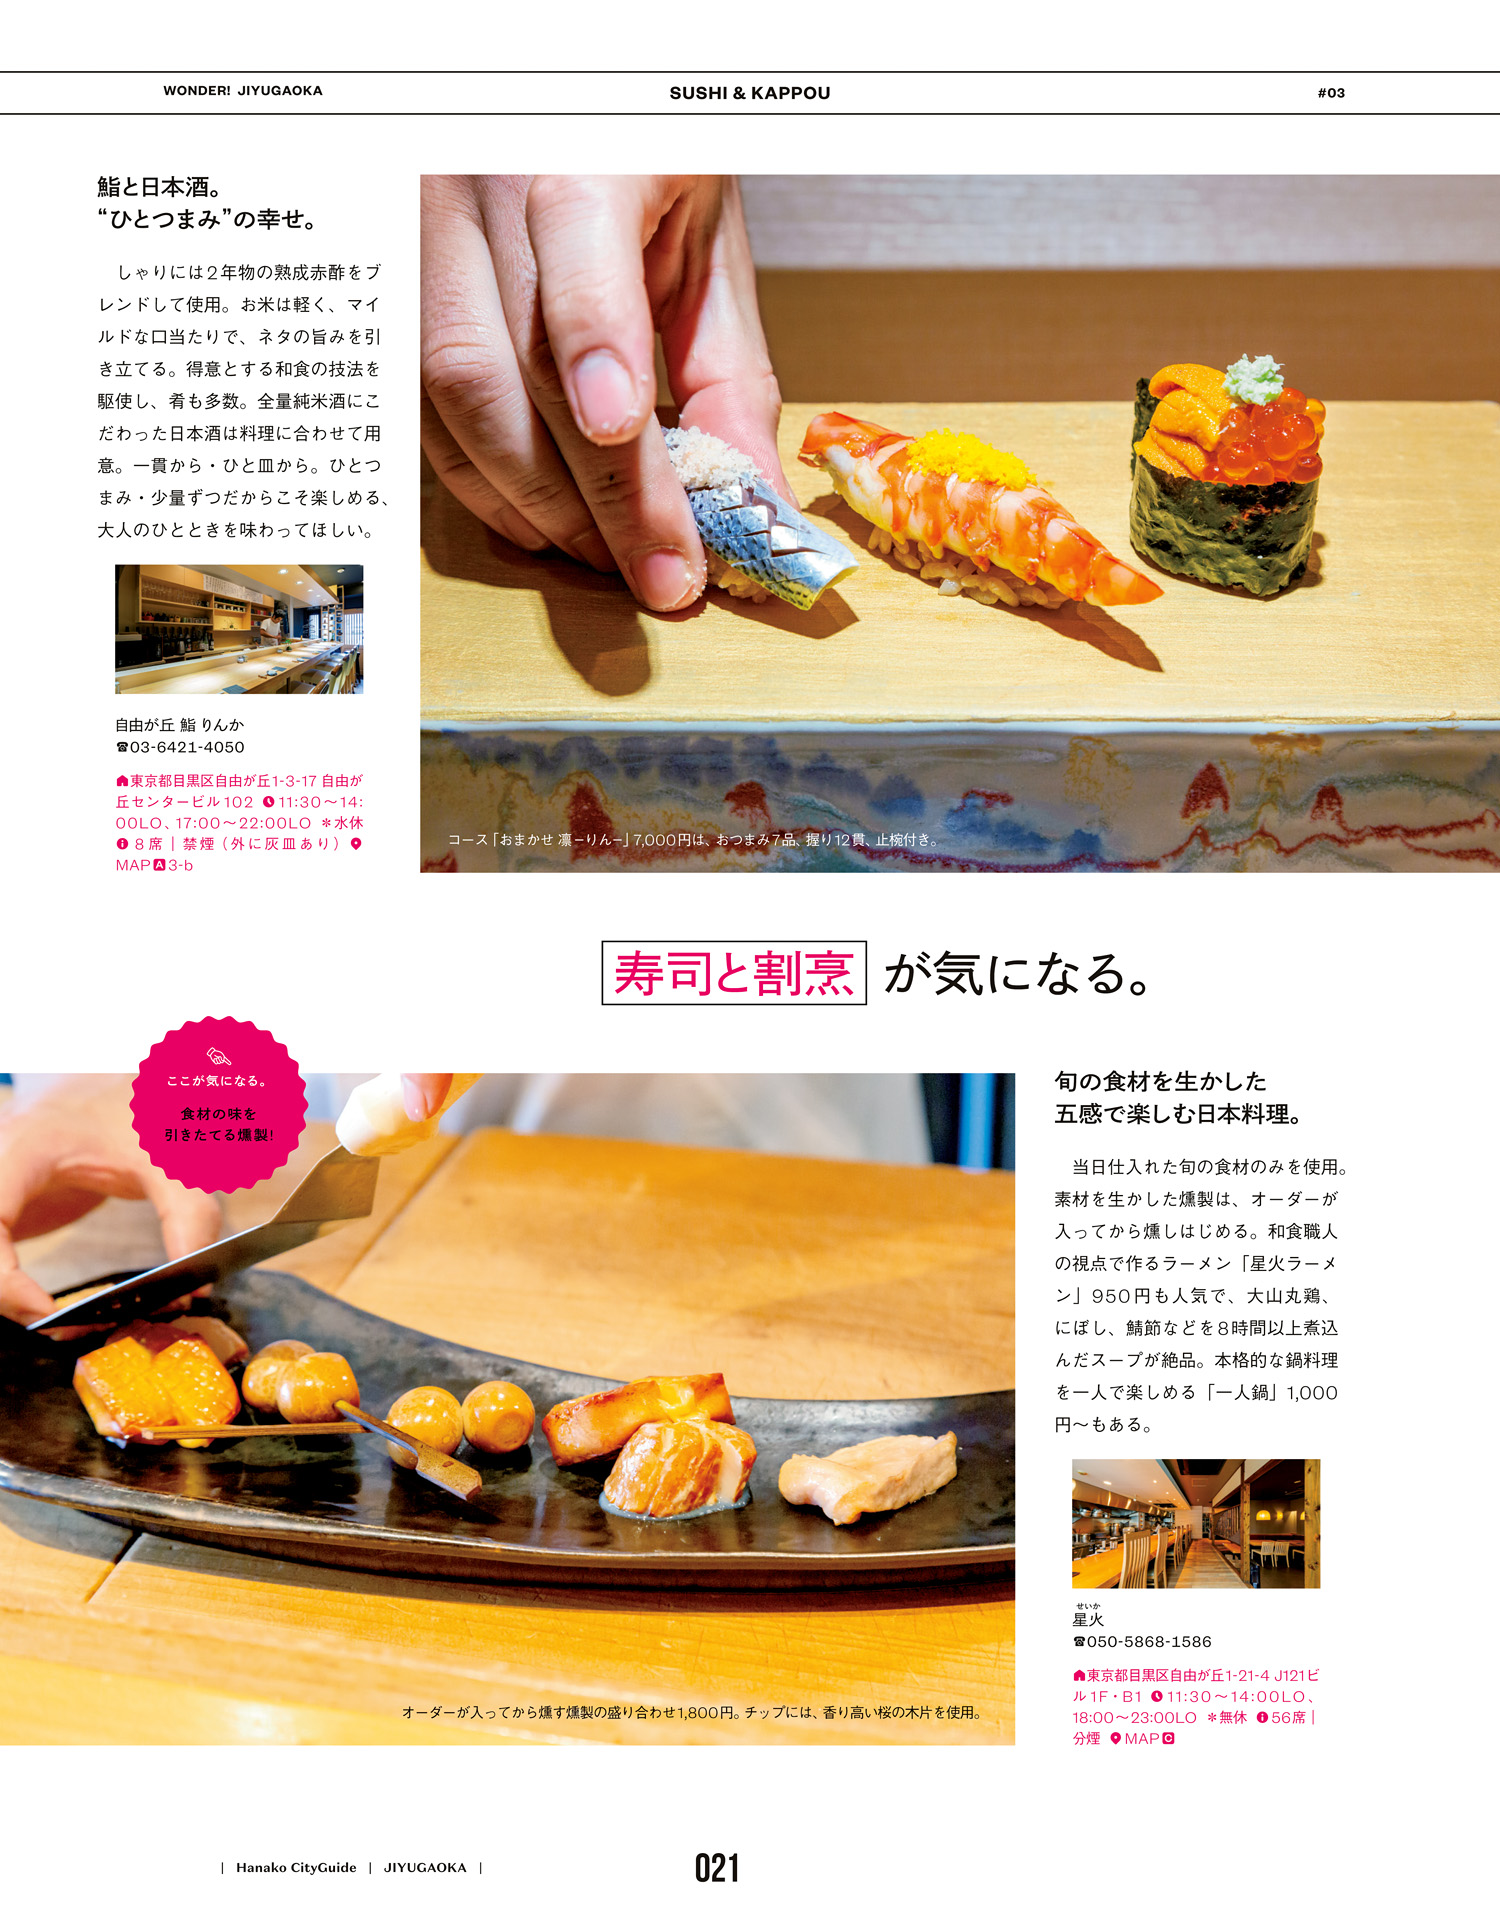 WONDER! JIYUGAOKA
SUSHI & KAPPOU
#03
鮨と日本酒。
“ひとつまみ”の幸せ。
しゃりには2年物の熟成赤酢をブ
レンドして使用。お米は軽く、マイ
ルドな口当たりで、ネタの旨みを引
き立てる。得意とする和食の技法を
駆使し、肴も多数。全量純米酒にこ
だわった日本酒は料理に合わせて用
意。一貫から・ひと皿から。ひとつ
まみ・少量ずつだからこそ楽しめる、
大人のひとときを味わってほしい。
自由が丘 鮨 りんか
☎03-6421-4050
東京都目黒区自由が丘1-3-17 自由が
丘センタービル102 11:30〜14:
00LO、17:00〜22:00LO ＊水休
8席｜禁煙（外に灰皿あり）
MAP A 3-b
コース「おまかせ 凛−りん−」7,000円は、おつまみ7品、握り12貫、止椀付き。
寿司と割烹が気になる。
ここが気になる。
食材の味を
引きたてる燻製!
オーダーが入ってから燻す燻製の盛り合わせ1,800円。チップには、香り高い桜の木片を使用。
旬の食材を生かした
五感で楽しむ日本料理。
当日仕入れた旬の食材のみを使用。
素材を生かした燻製は、オーダーが
入ってから燻しはじめる。和食職人
の視点で作るラーメン「星火ラーメ
ン」950円も人気で、大山丸鶏、
にぼし、鯖節などを8時間以上煮込
んだスープが絶品。本格的な鍋料理
を一人で楽しめる「一人鍋」1,000
円〜もある。
せいか
星火
☎050-5868-1586
東京都目黒区自由が丘1-21-4 J121ビ
ル1F・B1 11:30〜14:00LO、
18:00〜23:00LO ＊無休 56席｜
分煙 MAP C
| Hanako CityGuide | JIYUGAOKA |
021